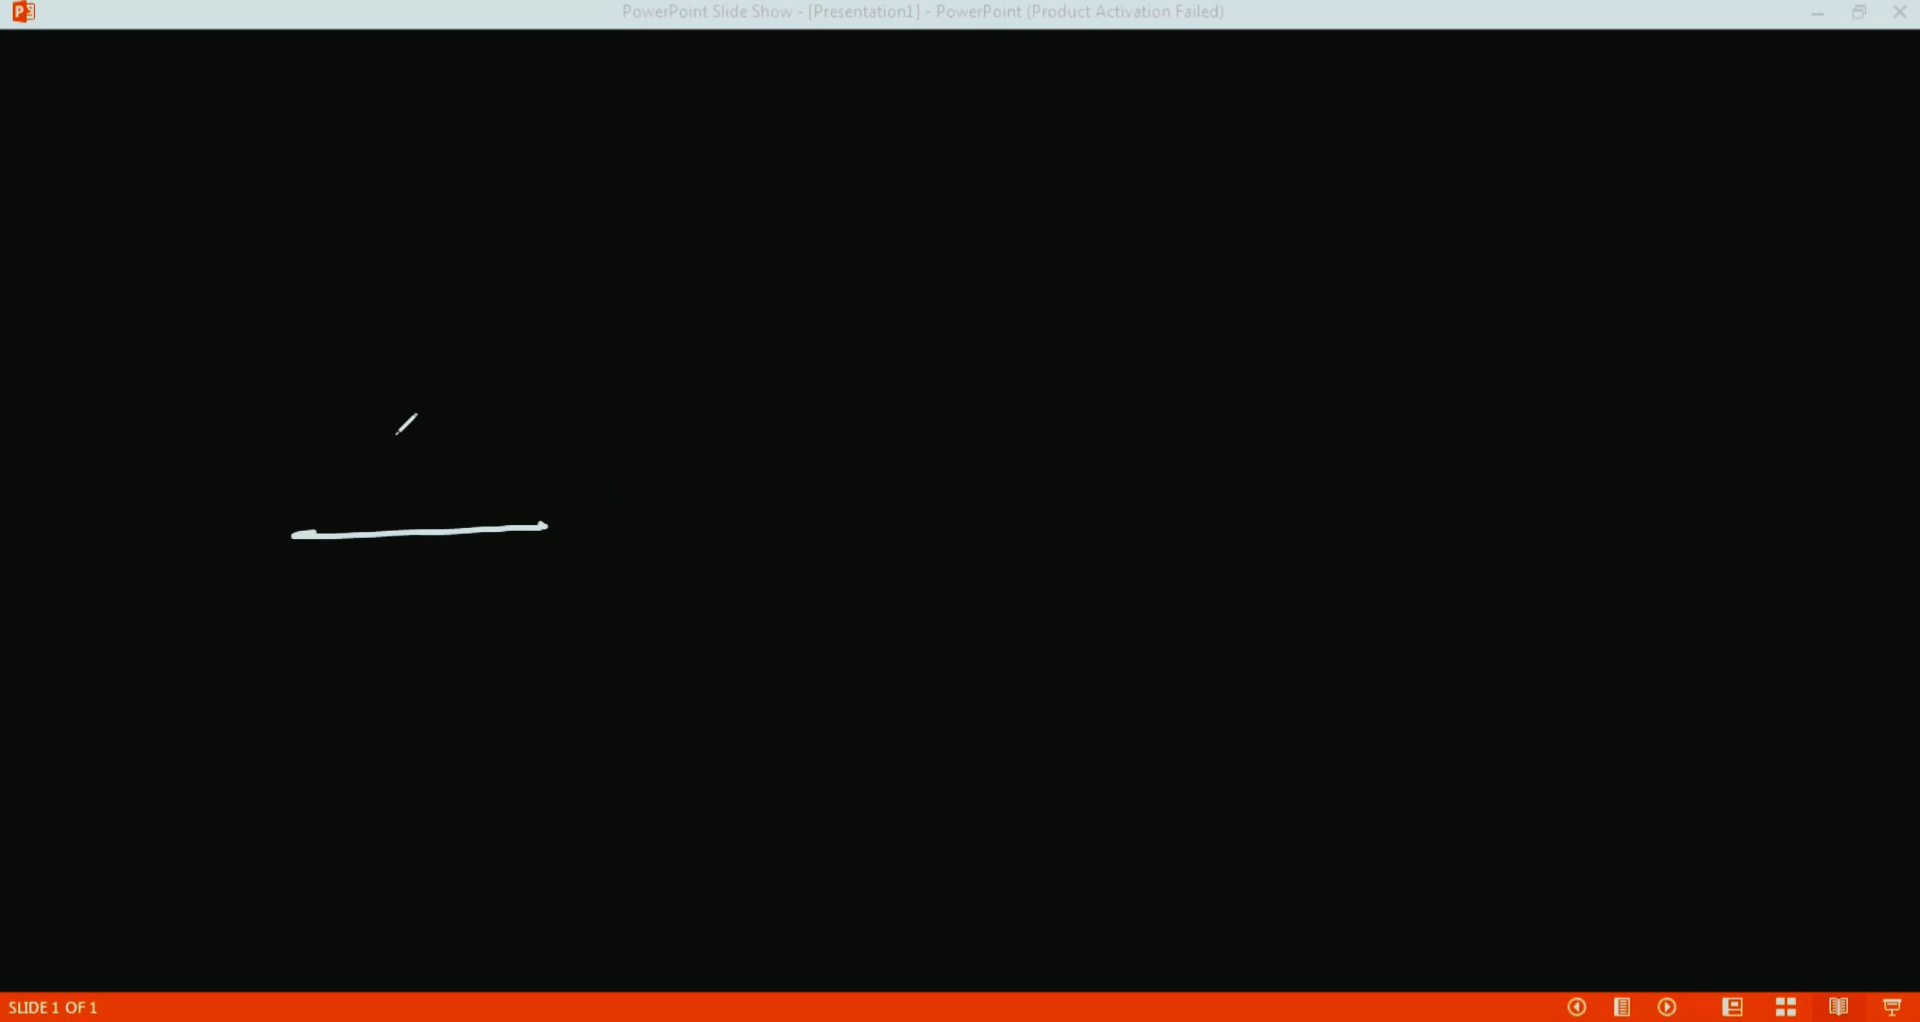 PowerPoint Slide Show - [Presentation1] - PowerPoint (Product Activation Failed)
SLIDE 1 OF 1